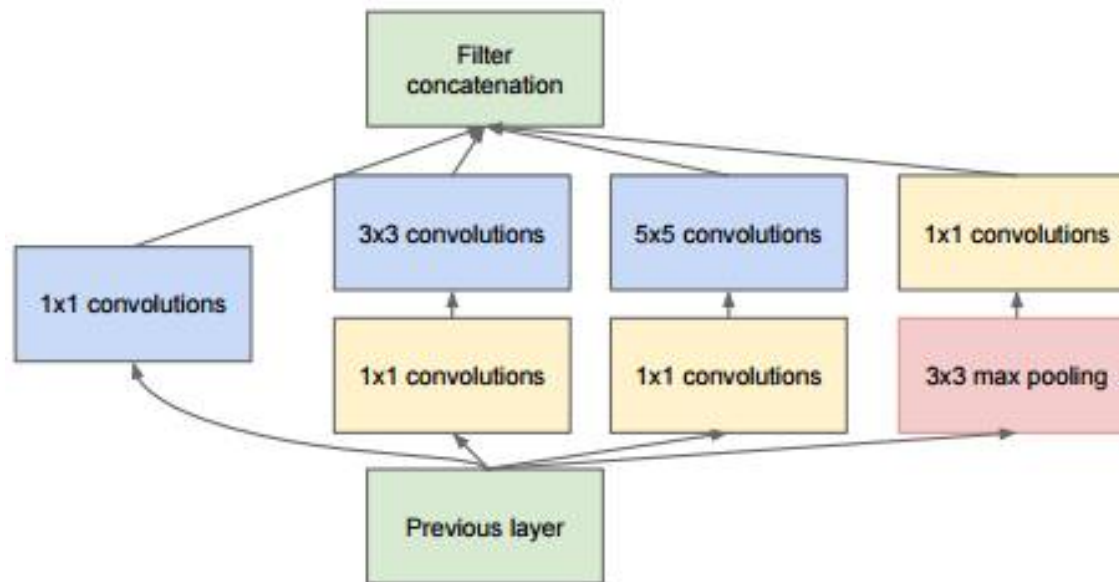 Filter
concatenation
3x3 convolutions
5x5 convolutions
1x1 convolutions
1x1 convolutions
1x1 convolutions
1x1 convolutions
3x3 max pooling
Previous layer